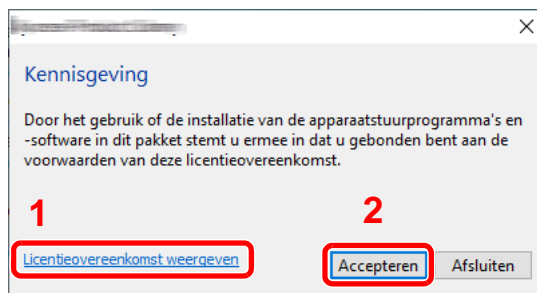 Kennisgeving
Door het gebruik of de installatie van de apparaatstuurprogramma's en
-software in dit pakket stemt u ermee in dat u gebonden bent aan de
voorwaarden van deze licentieovereenkomst.
1
2
Licentieovereenkomst weergeven
Accepteren
Afsluiten